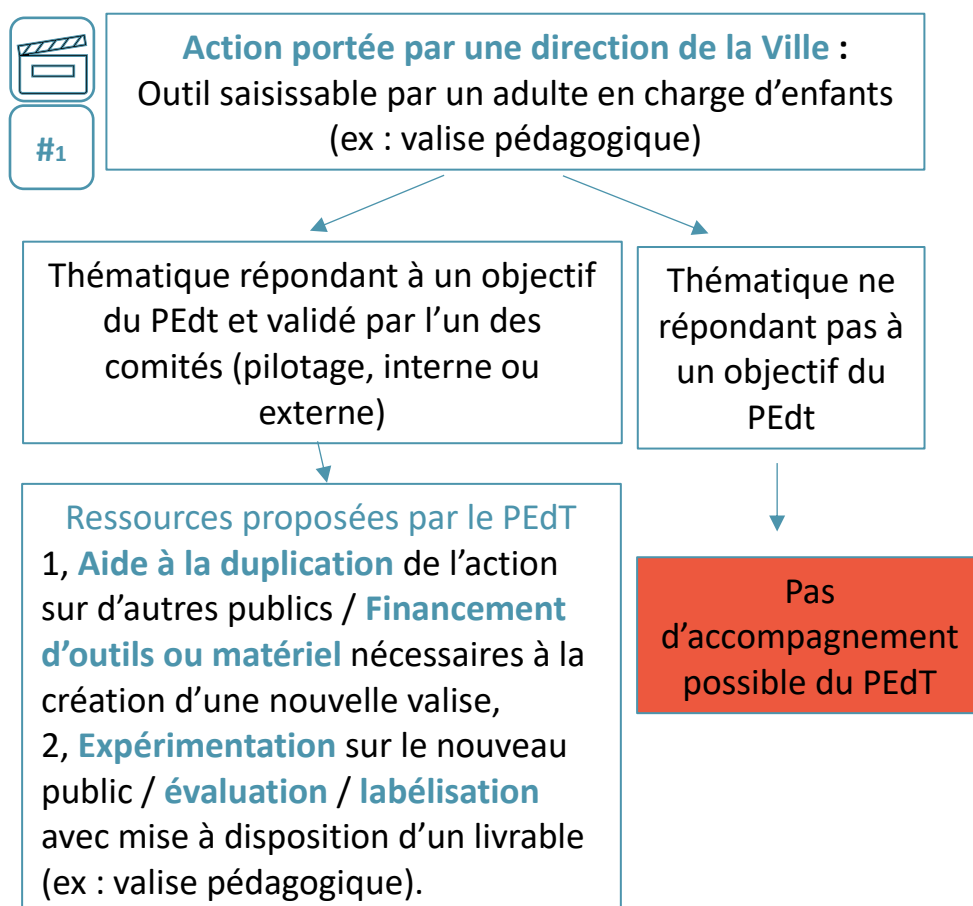 Action portée par une direction de la Ville :
Outil saisissable par un adulte en charge d’enfants
(ex : valise pédagogique)
#1
Thématique répondant à un objectif
du PEdt et validé par l’un des
comités (pilotage, interne ou
externe)
Thématique ne
répondant pas à
un objectif du
PEdt
Ressources proposées par le PEdT
1, Aide à la duplication de l’action
sur d’autres publics / Financement
d’outils ou matériel nécessaires à la
création d’une nouvelle valise,
2, Expérimentation sur le nouveau
public / évaluation / labélisation
avec mise à disposition d’un livrable
(ex : valise pédagogique).
Pas
d’accompagnement
possible du PEdT